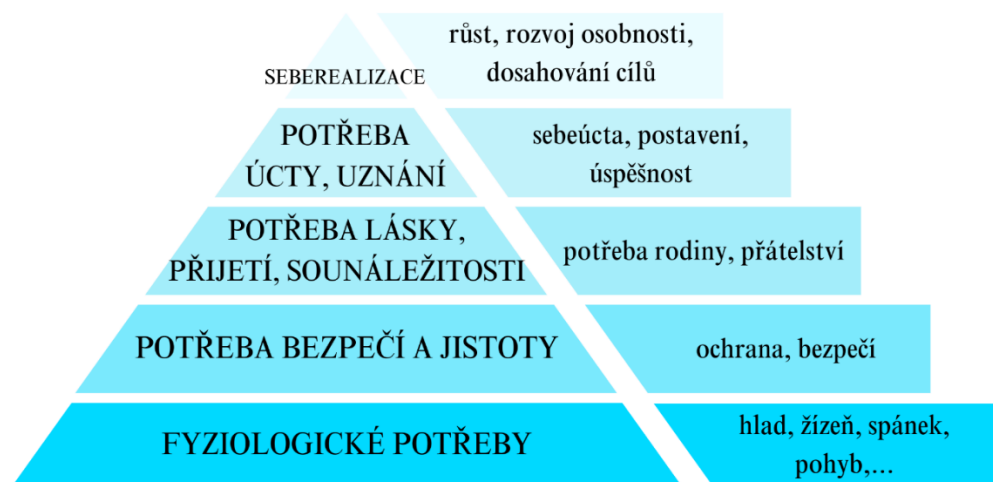 SEBEREALIZACE
růst, rozvoj osobnosti,
dosahování cílů
POTŘEBA
ÚCTY, UZNÁNÍ
sebeúcta, postavení,
úspěšnost
POTŘEBA LÁSKY,
PŘIJETÍ, SOUNÁLEŽITOSTI
potřeba rodiny, přátelství
POTŘEBA BEZPEČÍ A JISTOTY
ochrana, bezpečí
FYZIOLOGICKÉ POTŘEBY
hlad, žízeň, spánek,
pohyb,...